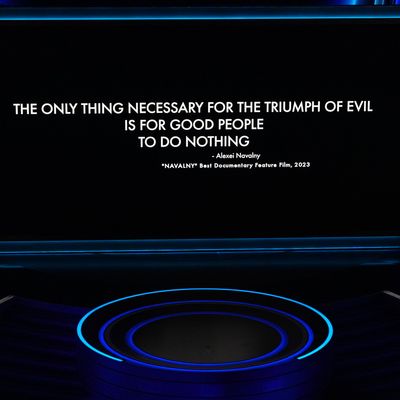 THE ONLY THING NECESSARY FOR THE TRIUMPH OF EVIL
IS FOR GOOD PEOPLE
TO DO NOTHING
- Alexei Navalny
"NAVALNY" Best Documentary Feature Film, 2023